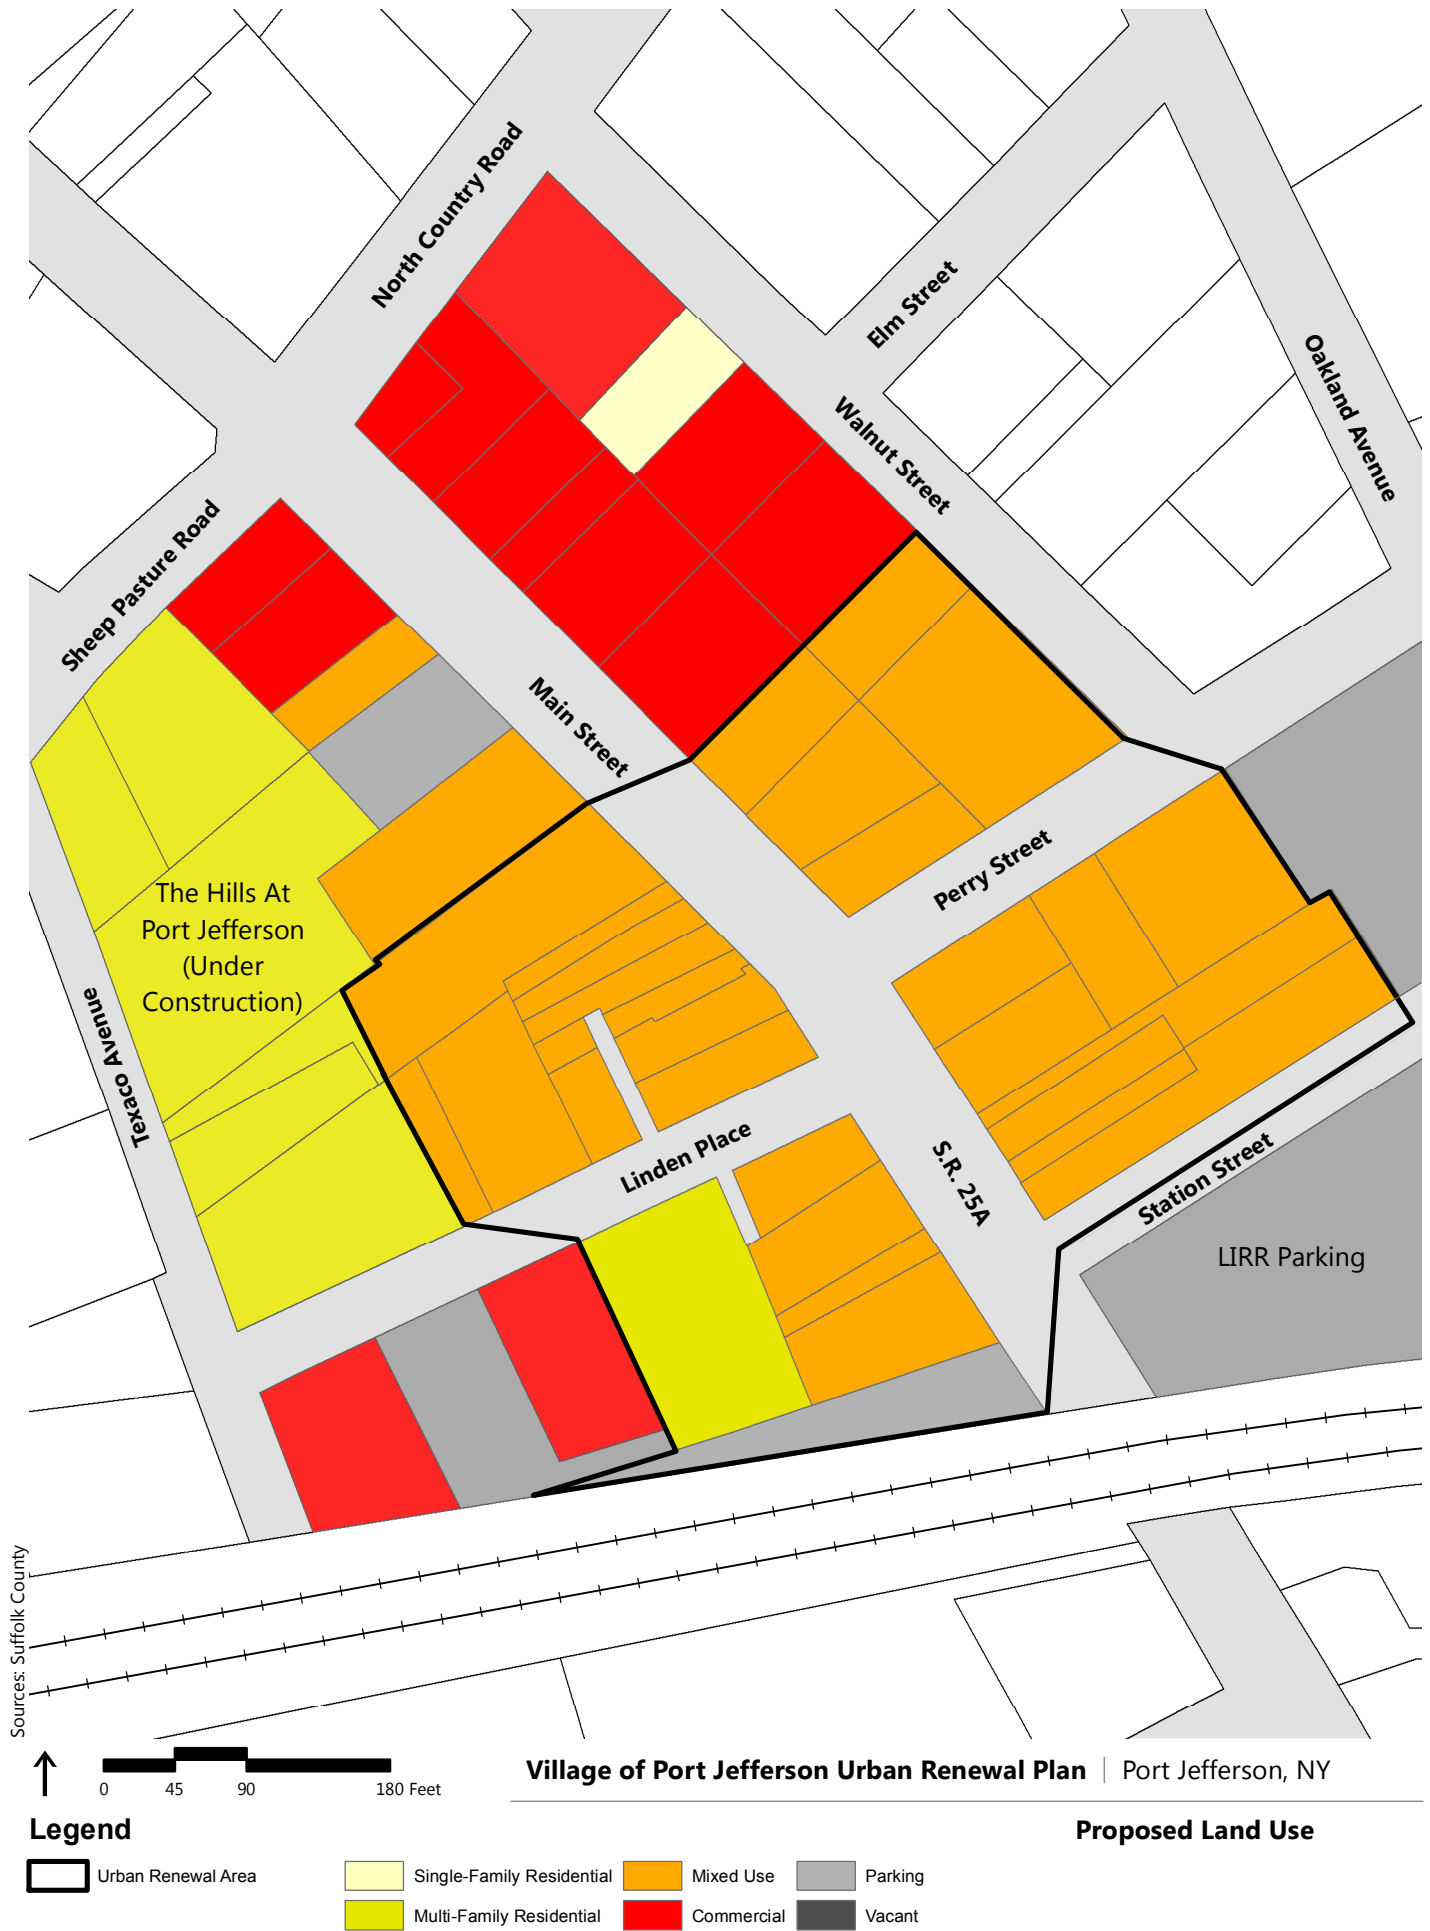 North Country Road
Elm Street
Oakland Avenue
Walnut Street
Sheep Pasture Road
Main Street
Perry Street
The Hills At
Port Jefferson
(Under
Construction)
Texaco Avenue
Linden Place
S.R. 25A
Station Street
LIRR Parking
Sources: Suffolk County
0 45 90 180 Feet
Village of Port Jefferson Urban Renewal Plan | Port Jefferson, NY
Legend
Proposed Land Use
Urban Renewal Area
Single-Family Residential
Mixed Use
Parking
Multi-Family Residential
Commercial
Vacant